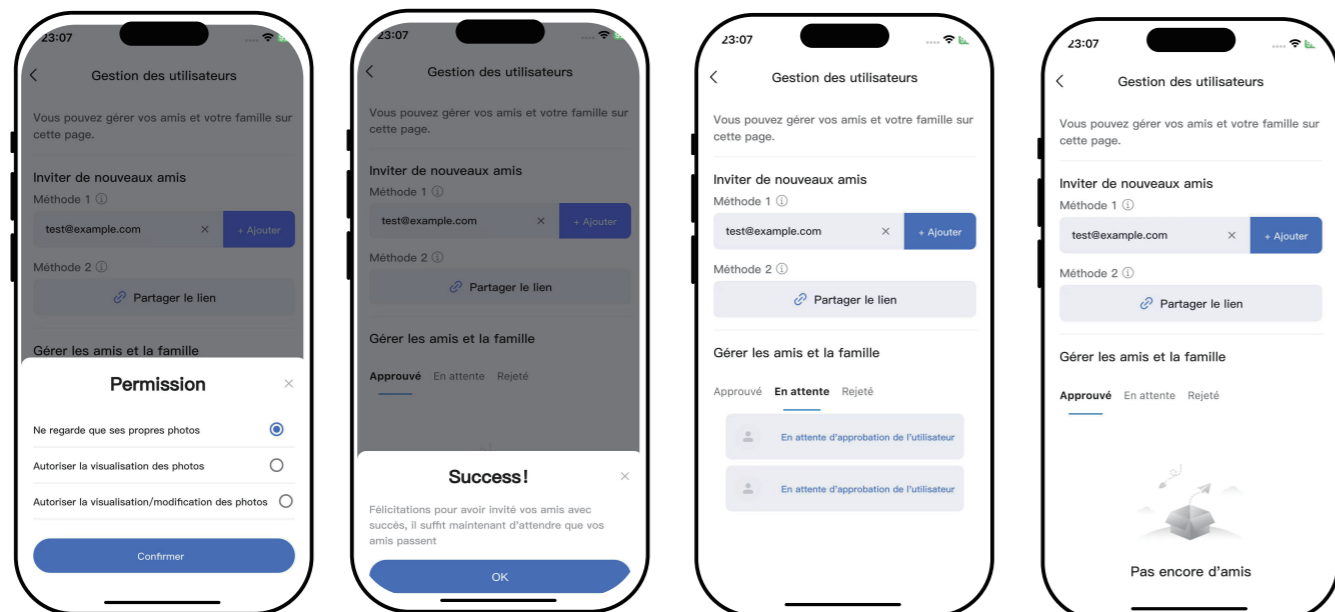 23:07
Gestion des utilisateurs
Vous pouvez gérer vos amis et votre famille sur
cette page.
Inviter de nouveaux amis
Méthode 1
test@example.com
+ Ajouter
Méthode 2
Partager le lien
Gérer les amis et la famille
Permission
Ne regarde que ses propres photos
Autoriser la visualisation des photos
Autoriser la visualisation/modification des photos
Confirmer
23:07
Gestion des utilisateurs
Vous pouvez gérer vos amis et votre famille sur
cette page.
Inviter de nouveaux amis
Méthode 1
test@example.com
+ Ajouter
Méthode 2
Partager le lien
Gérer les amis et la famille
Approuvé En attente Rejeté
Success!
Félicitations pour avoir invité vos amis avec
succès, il suffit maintenant d'attendre que vos
amis passent
OK
23:07
Gestion des utilisateurs
Vous pouvez gérer vos amis et votre famille sur
cette page.
Inviter de nouveaux amis
Méthode 1
test@example.com
+ Ajouter
Méthode 2
Partager le lien
Gérer les amis et la famille
Approuvé En attente Rejeté
En attente d'approbation de l'utilisateur
En attente d'approbation de l'utilisateur
23:07
Gestion des utilisateurs
Vous pouvez gérer vos amis et votre famille sur
cette page.
Inviter de nouveaux amis
Méthode 1
test@example.com
+ Ajouter
Méthode 2
Partager le lien
Gérer les amis et la famille
Approuvé En attente Rejeté
Pas encore d'amis